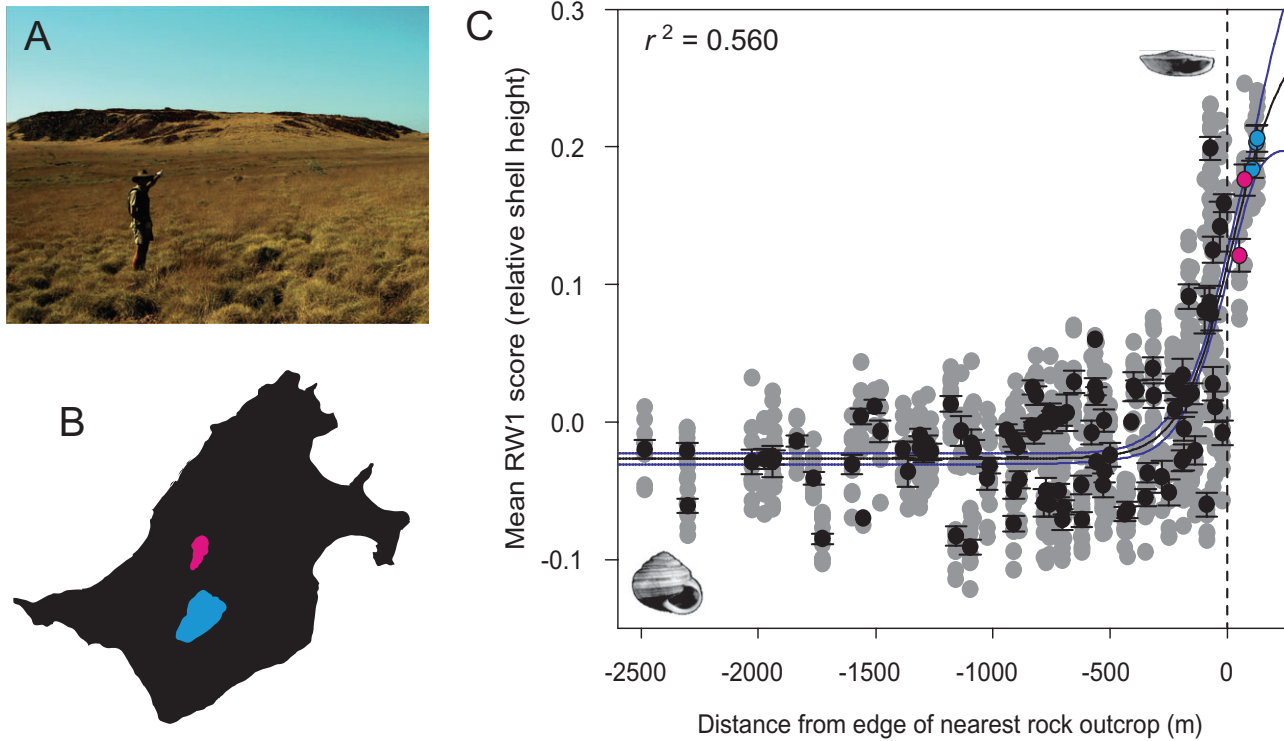 A
B
C
r² = 0.560
Mean RW1 score (relative shell height)
0.3
0.2
0.1
0.0
-0.1
-2500 -2000 -1500 -1000 -500 0
Distance from edge of nearest rock outcrop (m)